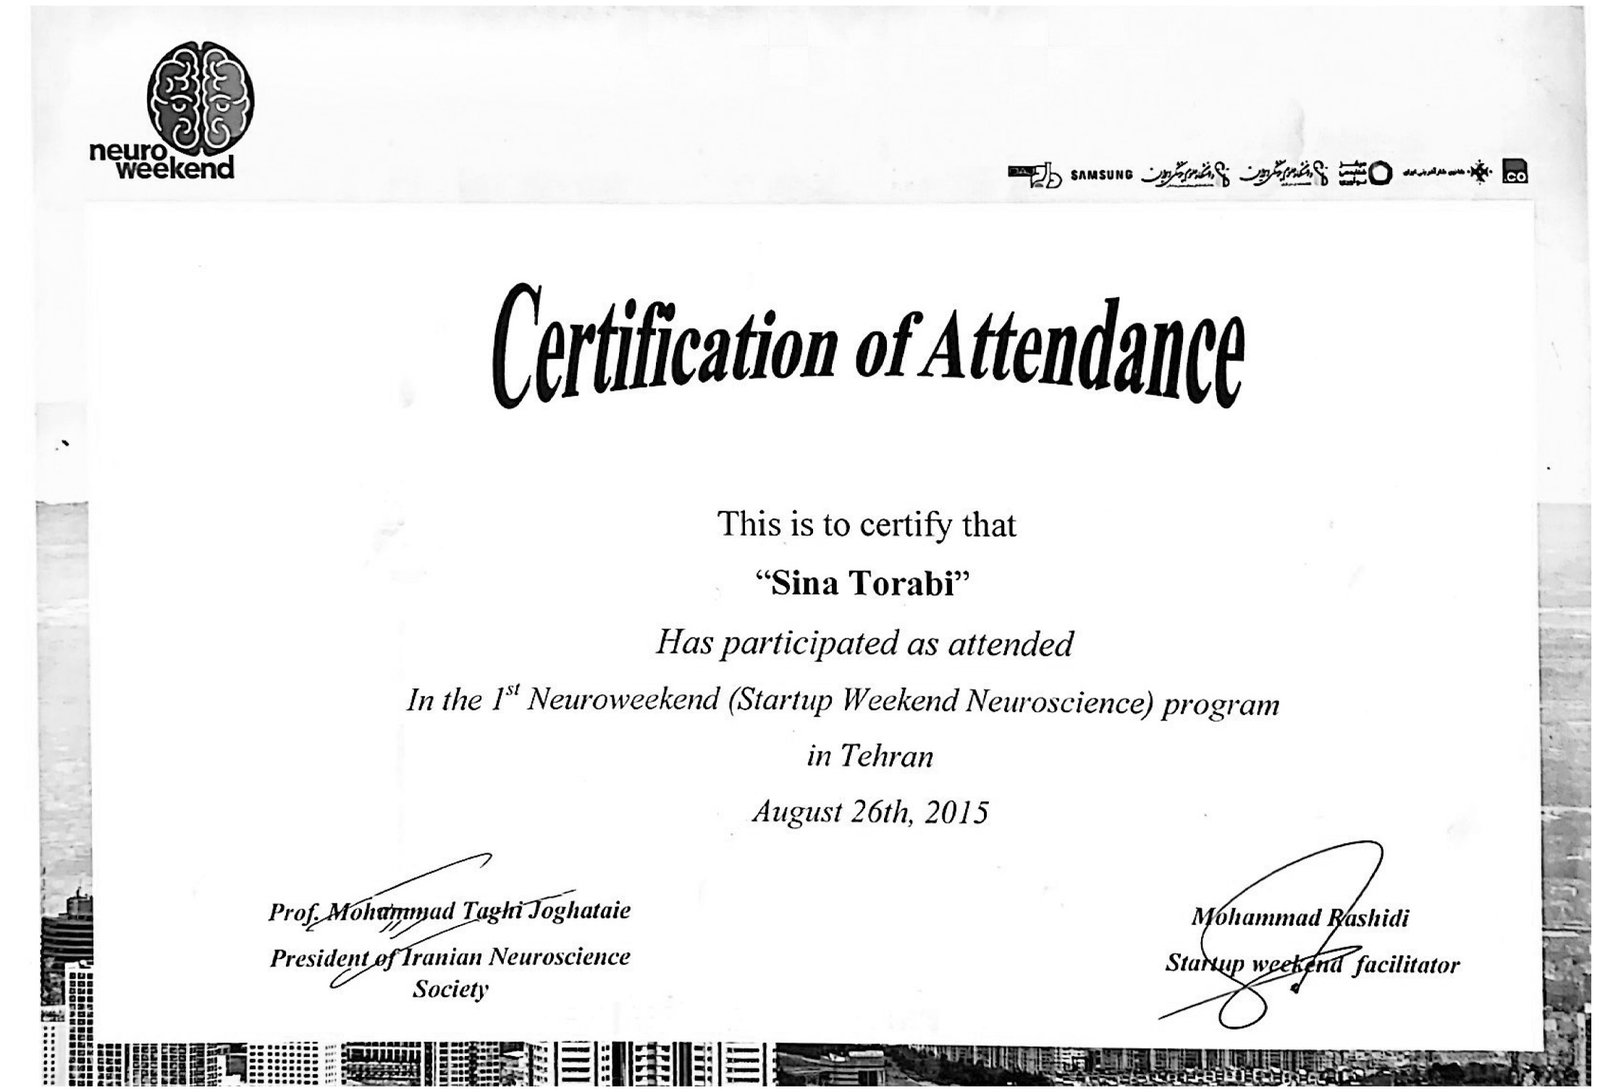 neuro
weekend
SAMSUNG
CO
Certification of Attendance
This is to certify that
“Sina Torabi”
Has participated as attended
In the 1st Neuroweekend (Startup Weekend Neuroscience) program
in Tehran
August 26th, 2015
Prof. Mohammad Taghi Joghataie
President of Iranian Neuroscience
Society
Mohammad Rashidi
Startup weekend facilitator